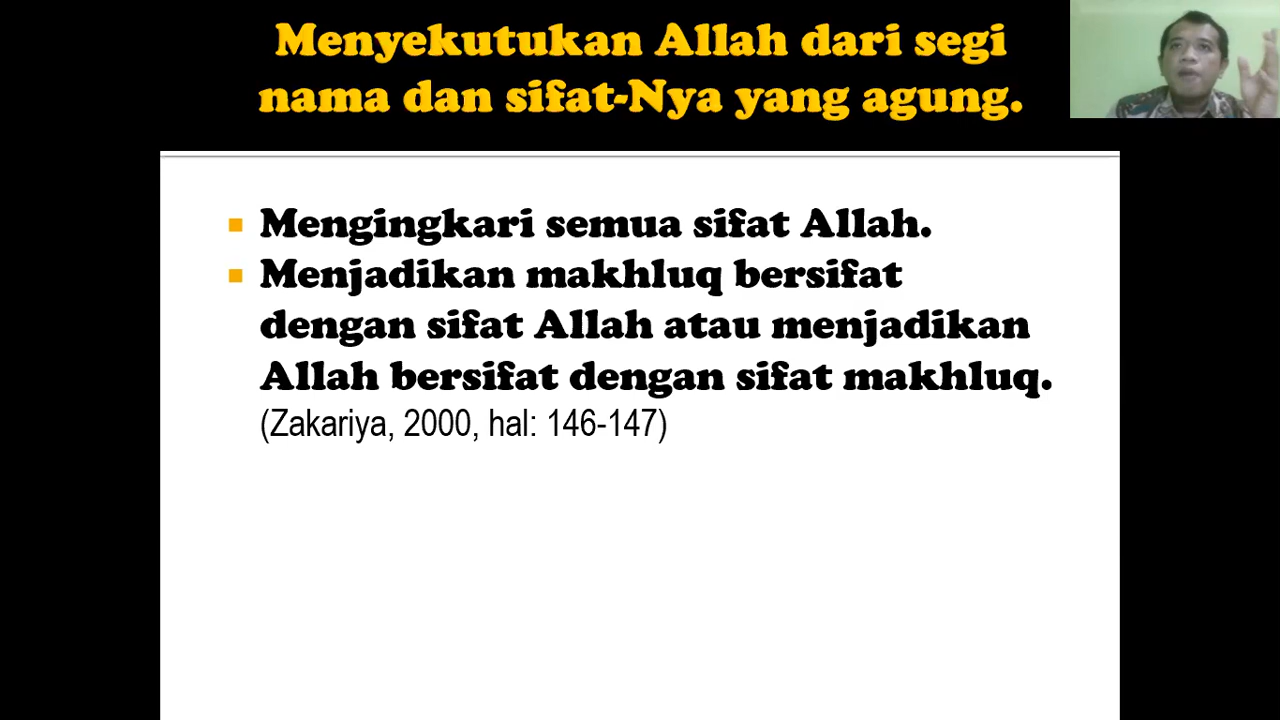 Menyekutukan Allah dari segi
nama dan sifat-Nya yang agung.
Mengingkari semua sifat Allah.
Menjadikan makhluq bersifat
dengan sifat Allah atau menjadikan
Allah bersifat dengan sifat makhluq.
(Zakariya, 2000, hal: 146-147)